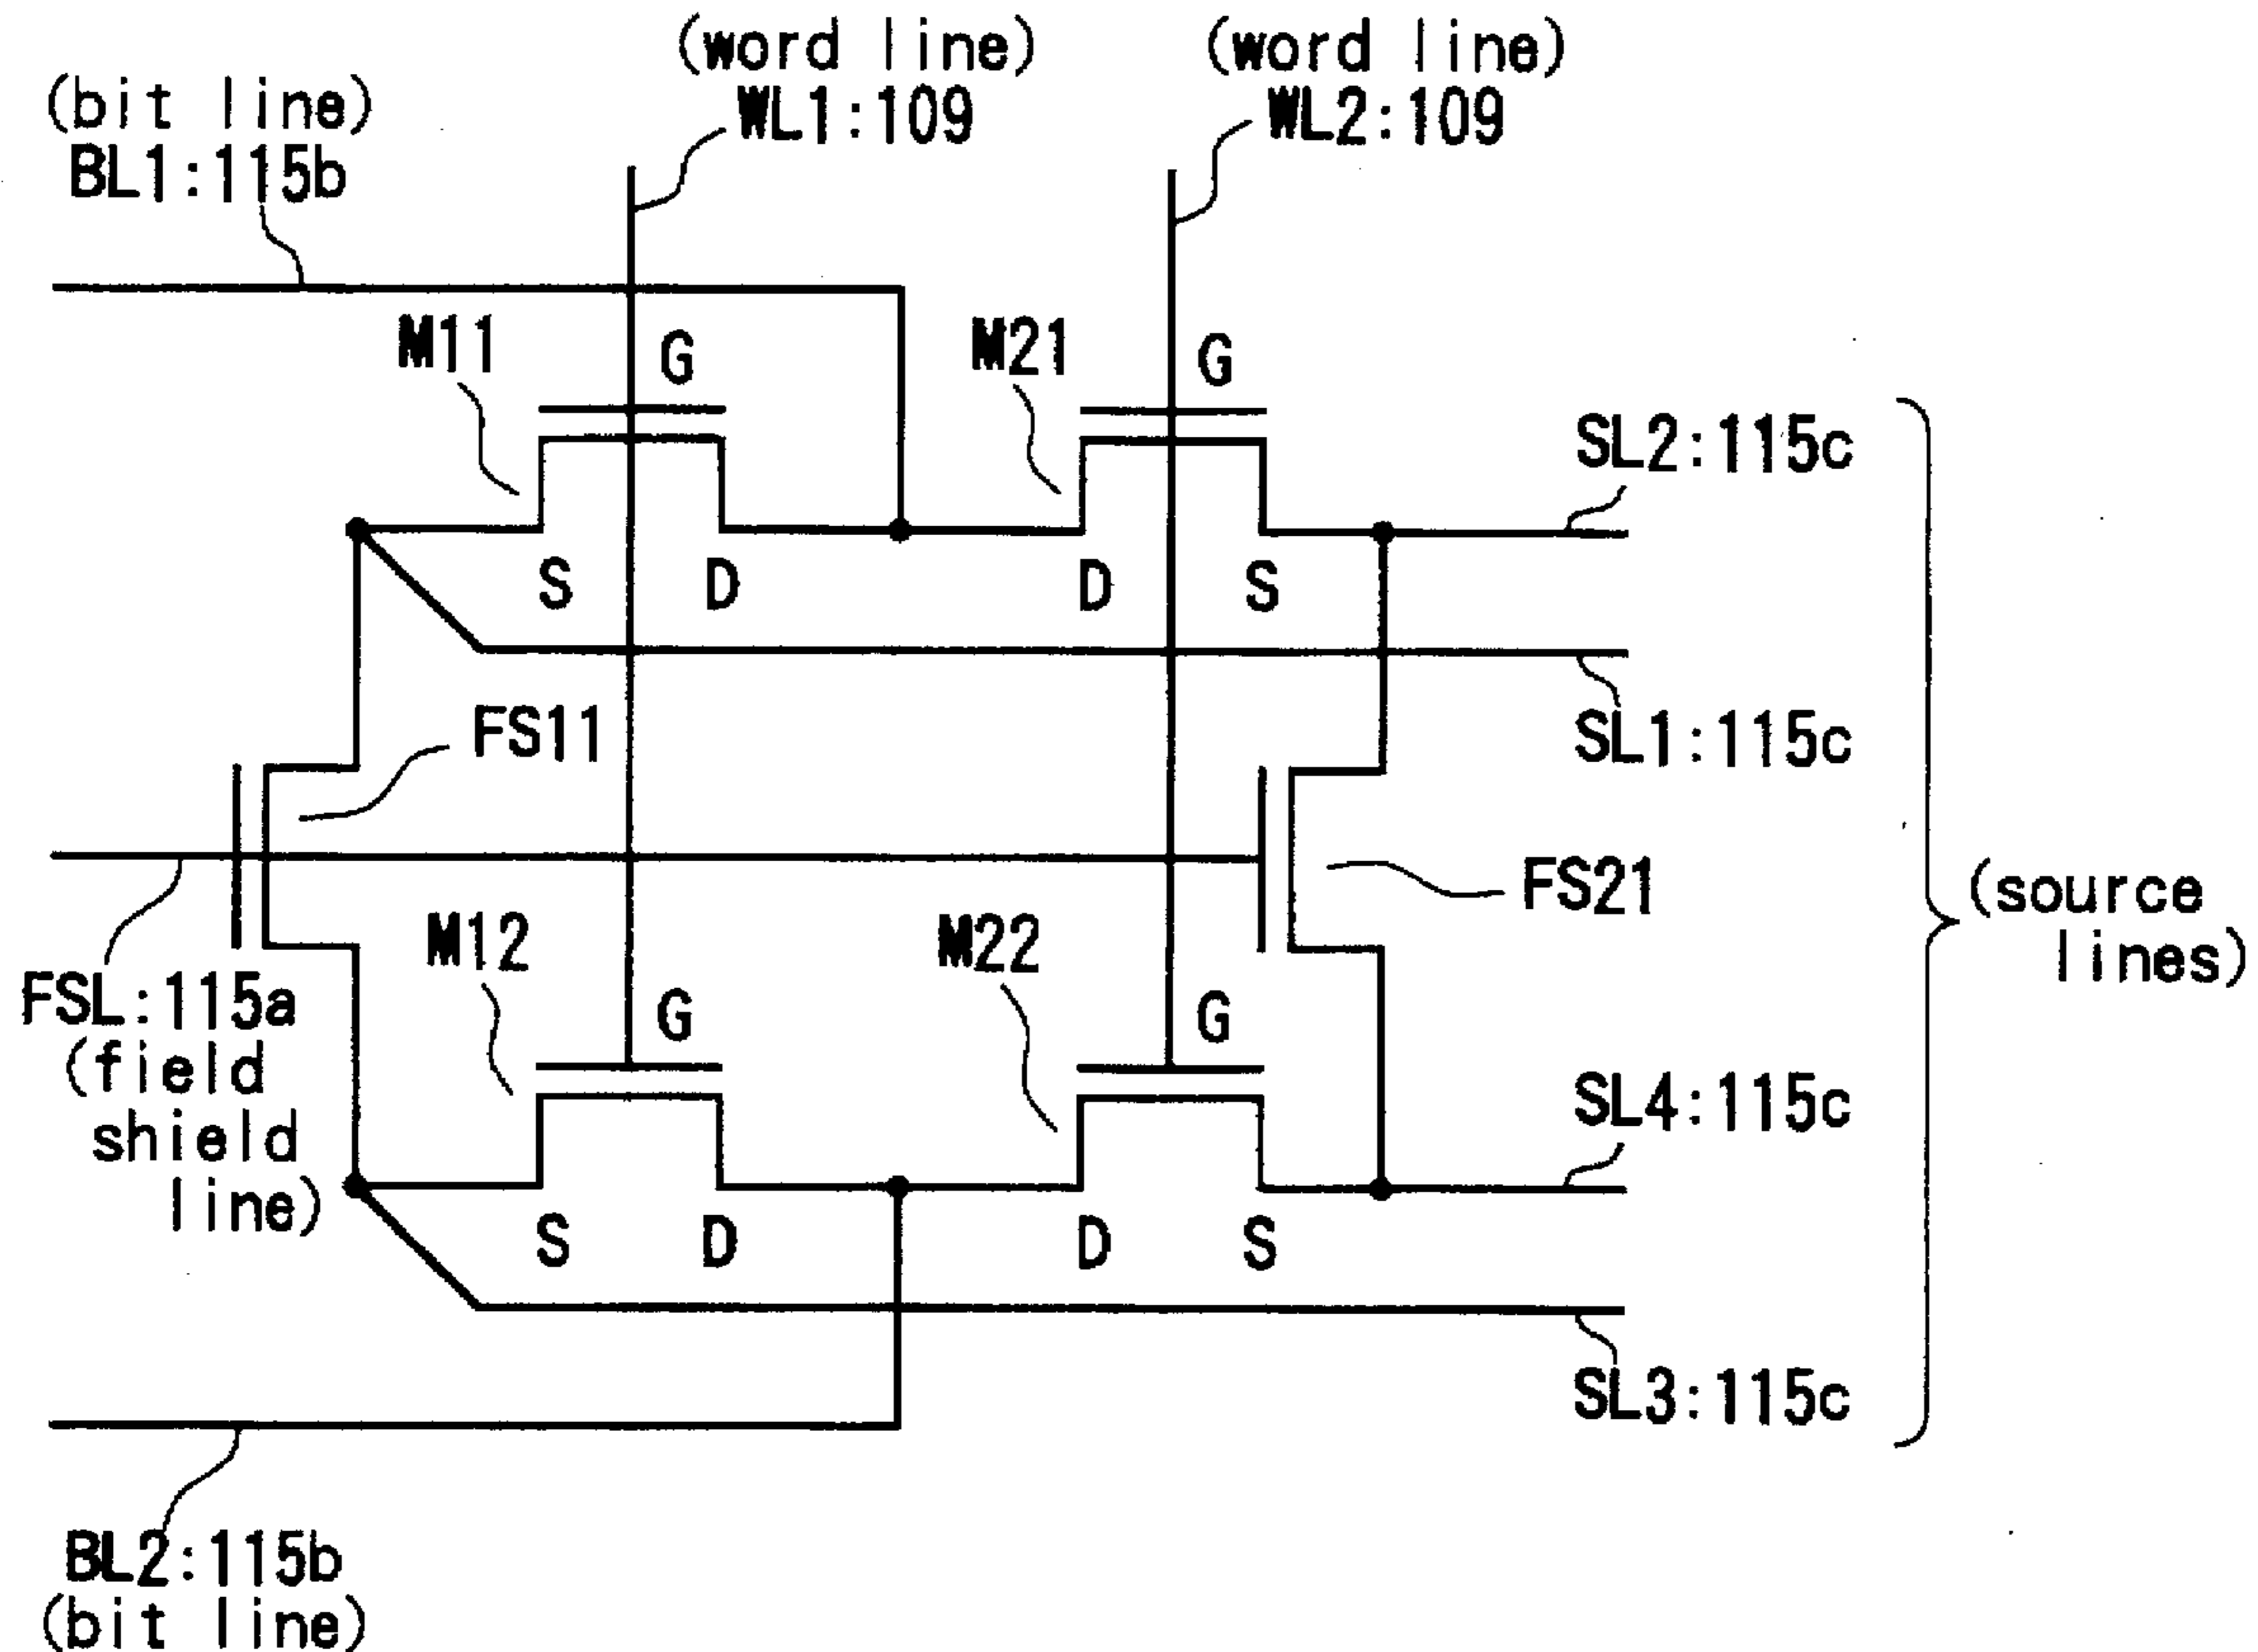 (word line)
WL1:109
(word line)
WL2:109
(bit line)
BL1:115b
M11
G
M21
G
SL2:115c
S
D
D
S
FS11
SL1:115c
FS21
(source
lines)
M12
M22
FSL:115a
(field
shield
line)
G
G
SL4:115c
S
D
D
S
SL3:115c
BL2:115b
(bit line)